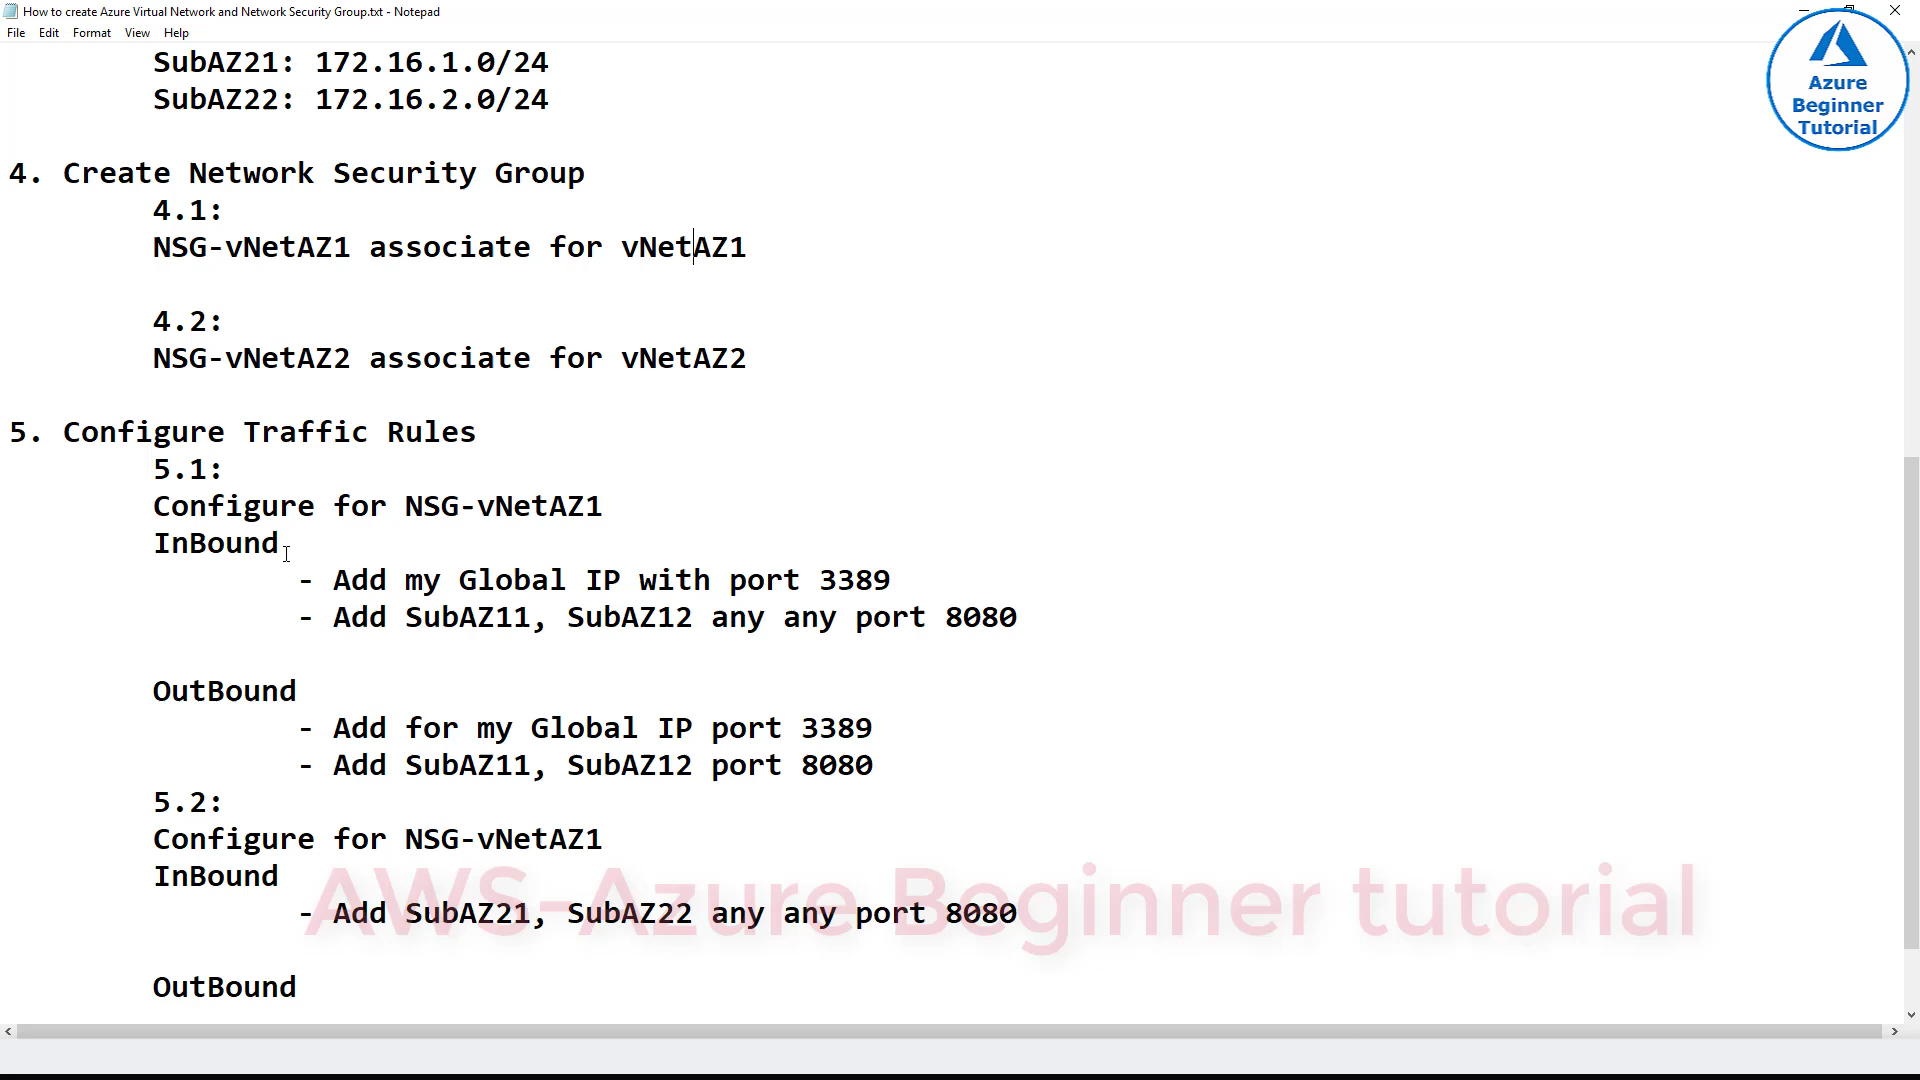 How to create Azure Virtual Network and Network Security Group.txt - Notepad
File Edit Format View Help
SubAZ21: 172.16.1.0/24
SubAZ22: 172.16.2.0/24
4. Create Network Security Group
4.1:
NSG-vNetAZ1 associate for vNetAZ1
4.2:
NSG-vNetAZ2 associate for vNetAZ2
5. Configure Traffic Rules
5.1:
Configure for NSG-vNetAZ1
InBound
- Add my Global IP with port 3389
- Add SubAZ11, SubAZ12 any any port 8080
OutBound
- Add for my Global IP port 3389
- Add SubAZ11, SubAZ12 port 8080
5.2:
Configure for NSG-vNetAZ1
InBound
- Add SubAZ21, SubAZ22 any any port 8080
OutBound
Azure
Beginner
Tutorial
AWS-Azure Beginner tutorial